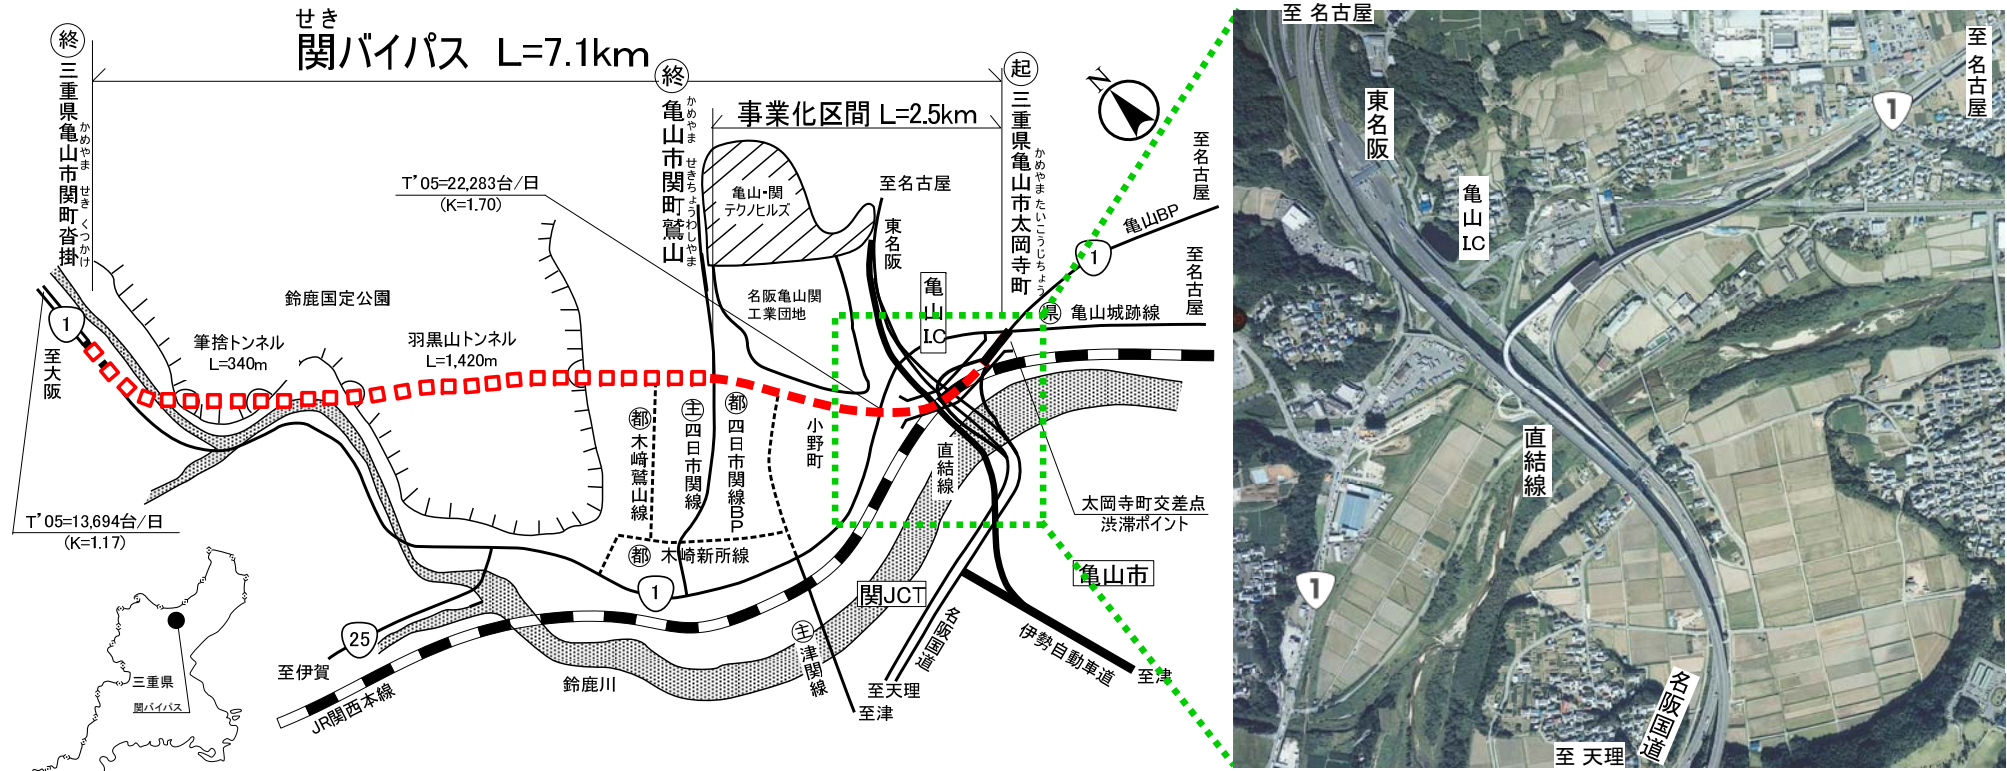 せき
関バイパス L=7.1km
終
三重県亀山市関町沓掛
かめやま せき くつかけ
終
亀山市関町鷲山
かめやま せきちょうわしやま
起
三重県亀山市太岡寺町
かめやま たいこうじちょう
事業化区間 L=2.5km
N
T'05=22,283台/日
(K=1.70)
亀山・関
テクノヒルズ
至名古屋
東名阪
亀山BP
至名古屋
1
至名古屋
亀山I.C
県 亀山城跡線
名阪亀山関
工業団地
鈴鹿国定公園
1
至大阪
筆捨トンネル
L=340m
羽黒山トンネル
L=1,420m
都 木﨑鷲山線
主 四日市関線
都 四日市関線BP
小野町
直結線
太岡寺町交差点
渋滞ポイント
T'05=13,694台/日
(K=1.17)
都 木崎新所線
1
関JCT
亀山市
25
至伊賀
JR関西本線
鈴鹿川
主 津関線
至津
至天理
名阪国道
伊勢自動車道
至津
三重県
関バイパス
至 名古屋
東名阪
亀山I.C
1
至 名古屋
直結線
1
名阪国道
至 天理